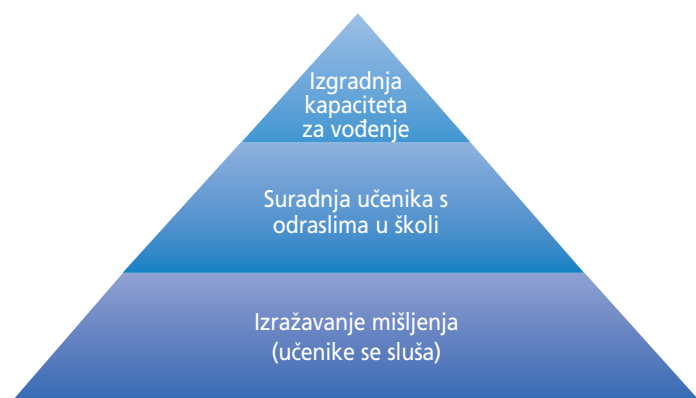 Izgradnja
kapaciteta
za vođenje
Suradnja učenika s
odraslima u školi
Izražavanje mišljenja
(učenike se sluša)